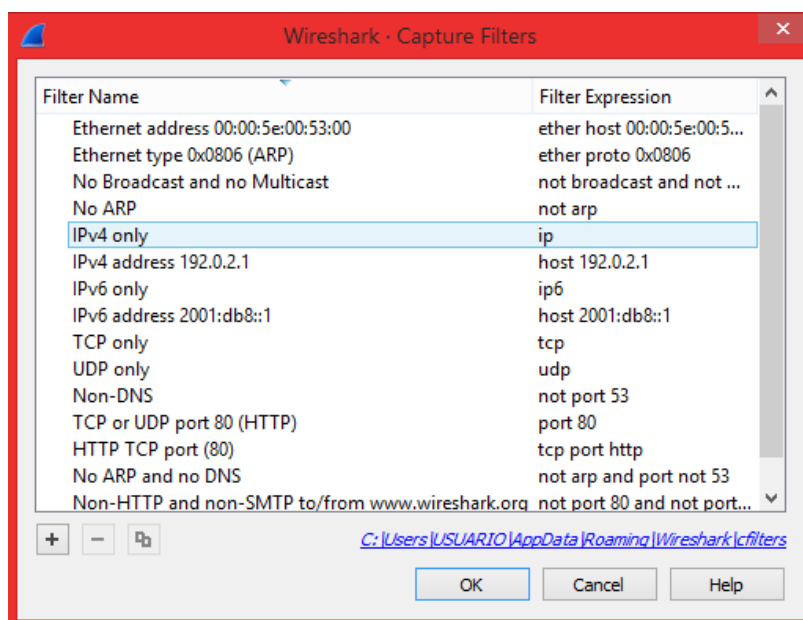 Wireshark · Capture Filters
Filter Name Filter Expression
Ethernet address 00:00:5e:00:53:00 ether host 00:00:5e:00:5...
Ethernet type 0x0806 (ARP) ether proto 0x0806
No Broadcast and no Multicast not broadcast and not ...
No ARP not arp
IPv4 only ip
IPv4 address 192.0.2.1 host 192.0.2.1
IPv6 only ip6
IPv6 address 2001:db8::1 host 2001:db8::1
TCP only tcp
UDP only udp
Non-DNS not port 53
TCP or UDP port 80 (HTTP) port 80
HTTP TCP port (80) tcp port http
No ARP and no DNS not arp and port not 53
Non-HTTP and non-SMTP to/from www.wireshark.org not port 80 and not port...
C:\Users\USUARIO\AppData\Roaming\Wireshark\cfilters
OK Cancel Help